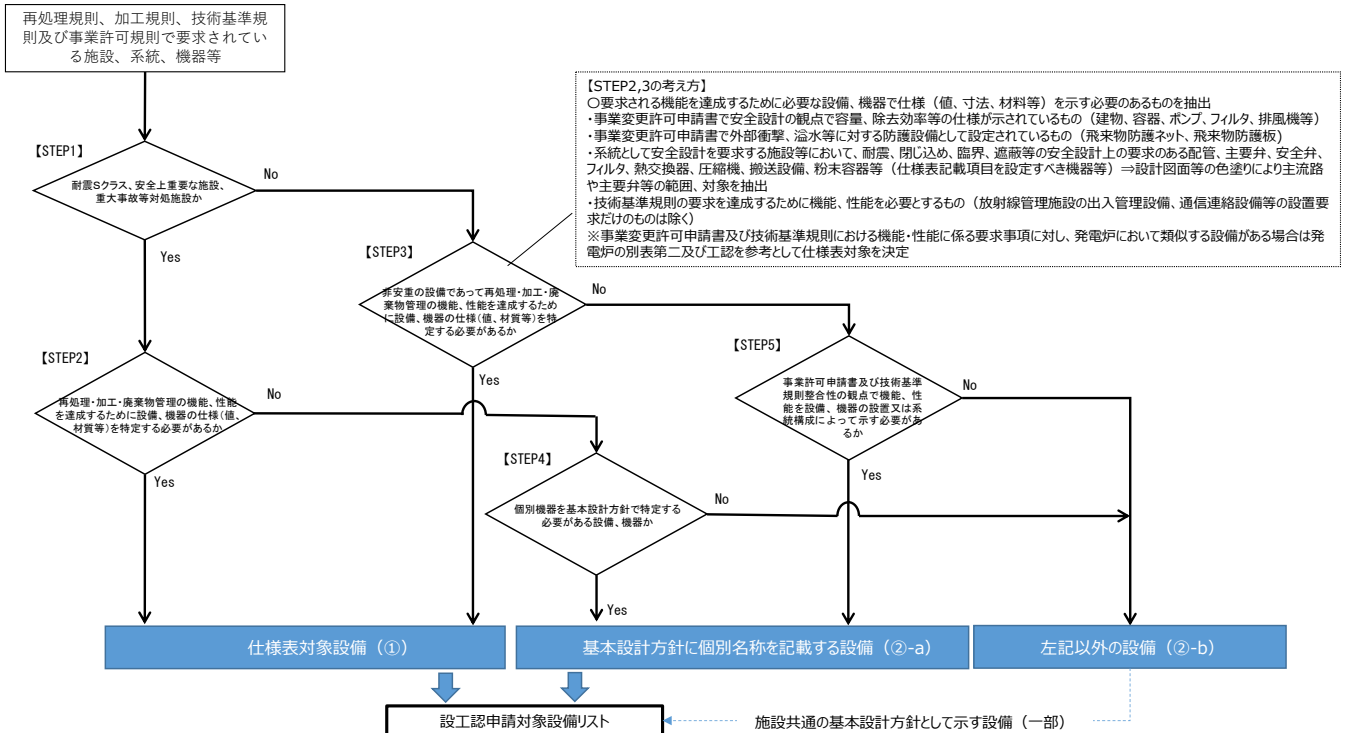 再処理規則、加工規則、技術基準規
則及び事業許可規則で要求されてい
る施設、系統、機器等
【STEP2,3の考え方】
〇要求される機能を達成するために必要な設備、機器で仕様（値、寸法、材料等）を示す必要のあるものを抽出
・事業変更許可申請書で安全設計の観点で容量、除去効率等の仕様が示されているもの（建物、容器、ポンプ、フィルタ、排風機等）
・事業変更許可申請書で外部衝撃、溢水等に対する防護設備として設定されているもの（飛来物防護ネット、飛来物防護板)
・系統として安全設計を要求する施設等において、耐震、閉じ込め、臨界、遮蔽等の安全設計上の要求のある配管、主要弁、安全弁、
フィルタ、熱交換器、圧縮機、搬送設備、粉末容器等（仕様表記載項目を設定すべき機器等）⇒設計図面等の色塗りにより主流路
や主要弁等の範囲、対象を抽出
・技術基準規則の要求を達成するために機能、性能を必要とするもの（放射線管理施設の出入管理設備、通信連絡設備等の設置要
求だけのものは除く）
※事業変更許可申請書及び技術基準規則における機能・性能に係る要求事項に対し、発電炉において類似する設備がある場合は発
電炉の別表第二及び工認を参考として仕様表対象を決定
【STEP1】
耐震Sクラス、安全上重要な施設、
重大事故等対処施設か
No
Yes
【STEP3】
非安重の設備であって再処理・加工・廃
棄物管理の機能、性能を達成するため
に設備、機器の仕様（値、材質等）を特
定する必要があるか
No
Yes
【STEP2】
再処理・加工・廃棄物管理の機能、性能
を達成するために設備、機器の仕様（値、
材質等）を特定する必要があるか
No
Yes
【STEP5】
事業許可申請書及び技術基準
規則整合性の観点で機能、性
能を設備、機器の設置又は系
統構成によって示す必要があ
るか
No
Yes
【STEP4】
個別機器を基本設計方針で特定する
必要がある設備、機器か
No
Yes
仕様表対象設備（①）
基本設計方針に個別名称を記載する設備（②-a）
左記以外の設備（②-b）
設工認申請対象設備リスト
施設共通の基本設計方針として示す設備（一部）